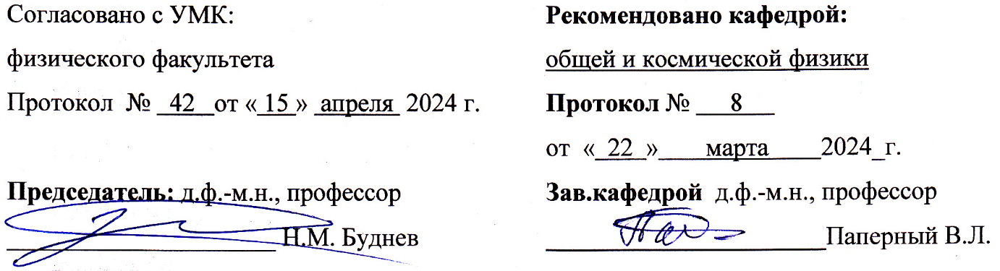 Согласовано с УМК:
физического факультета
Протокол № 42 от «15» апреля 2024 г.
Председатель: д.ф.-м.н., профессор
Н.М. Буднев
Рекомендовано кафедрой:
общей и космической физики
Протокол № 8
от «22» марта 2024 г.
Зав.кафедрой д.ф.-м.н., профессор
Паперный В.Л.